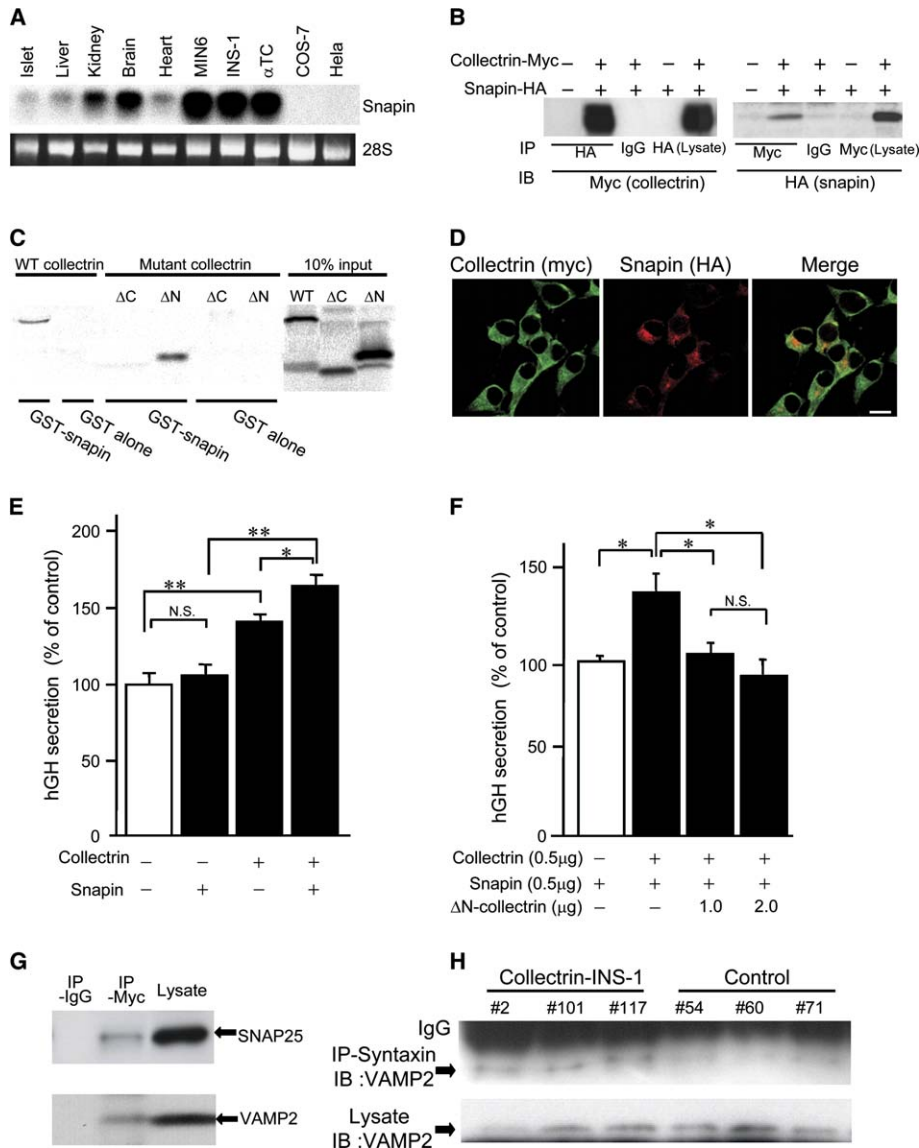 A
Islet Liver Kidney Brain Heart MIN6 INS-1 αTC COS-7 Hela
Snapin
28S
B
Collectrin-Myc − + + − + − + + − +
Snapin-HA − + + + + − + + + +
IP HA IgG HA (Lysate) Myc IgG Myc (Lysate)
IB Myc (collectrin) HA (snapin)
C
WT collectrin Mutant collectrin 10% input
ΔC ΔN ΔC ΔN WT ΔC ΔN
GST-snapin GST alone GST-snapin GST alone
D
Collectrin (myc) Snapin (HA) Merge
E
hGH secretion (% of control)
200
150
100
50
0
**
*
**
N.S.
Collectrin − − + +
Snapin − + − +
F
hGH secretion (% of control)
150
100
50
0
*
* *
N.S.
Collectrin (0.5μg) − + + +
Snapin (0.5μg) + + + +
ΔN-collectrin (μg) − − 1.0 2.0
G
IP -IgG
IP -Myc
Lysate
SNAP25
VAMP2
H
Collectrin-INS-1 Control
#2 #101 #117 #54 #60 #71
IgG
IP-Syntaxin
IB :VAMP2
Lysate
IB :VAMP2